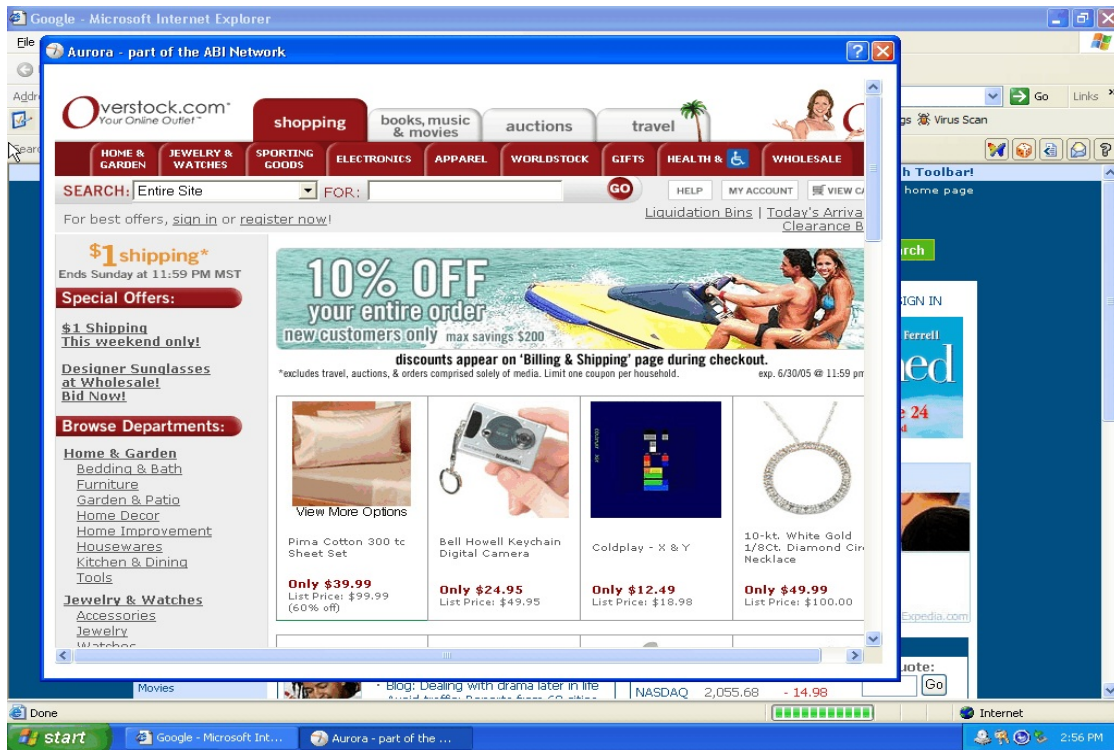 Google - Microsoft Internet Explorer
File
Aurora - part of the ABI Network
Go
Links
Virus Scan
h Toolbar!
home page
rch
IGN IN
Ferrell
24
Overstock.com
Your Online Outlet
shopping
books, music & movies
auctions
travel
HOME & GARDEN
JEWELRY & WATCHES
SPORTING GOODS
ELECTRONICS
APPAREL
WORLDSTOCK
GIFTS
HEALTH &
WHOLESALE
SEARCH: Entire Site
FOR:
GO
HELP
MY ACCOUNT
VIEW CA
For best offers, sign in or register now!
Liquidation Bins | Today's Arriva
Clearance B
$1 shipping*
Ends Sunday at 11:59 PM MST
Special Offers:
$1 Shipping
This weekend only!
Designer Sunglasses
at Wholesale!
Bid Now!
Browse Departments:
Home & Garden
Bedding & Bath
Furniture
Garden & Patio
Home Decor
Home Improvement
Housewares
Kitchen & Dining
Tools
Jewelry & Watches
Accessories
Jewelry
Watches
10% OFF
your entire order
new customers only max savings $200
discounts appear on 'Billing & Shipping' page during checkout.
*excludes travel, auctions, & orders comprised solely of media. Limit one coupon per household.
exp. 6/30/05 @ 11:59 pm
View More Options
Pima Cotton 300 tc
Sheet Set
Only $39.99
List Price: $99.99
(60% off)
Bell Howell Keychain
Digital Camera
Only $24.95
List Price: $49.95
Coldplay - X & Y
Only $12.49
List Price: $18.98
10-kt. White Gold
1/8Ct. Diamond Circ
Necklace
Only $49.99
List Price: $100.00
Expedia.com
uote:
Go
Movies
Blog: Dealing with drama later in life
NASDAQ 2,055.68 - 14.98
Done
Internet
start
Google - Microsoft Int...
Aurora - part of the ...
2:56 PM